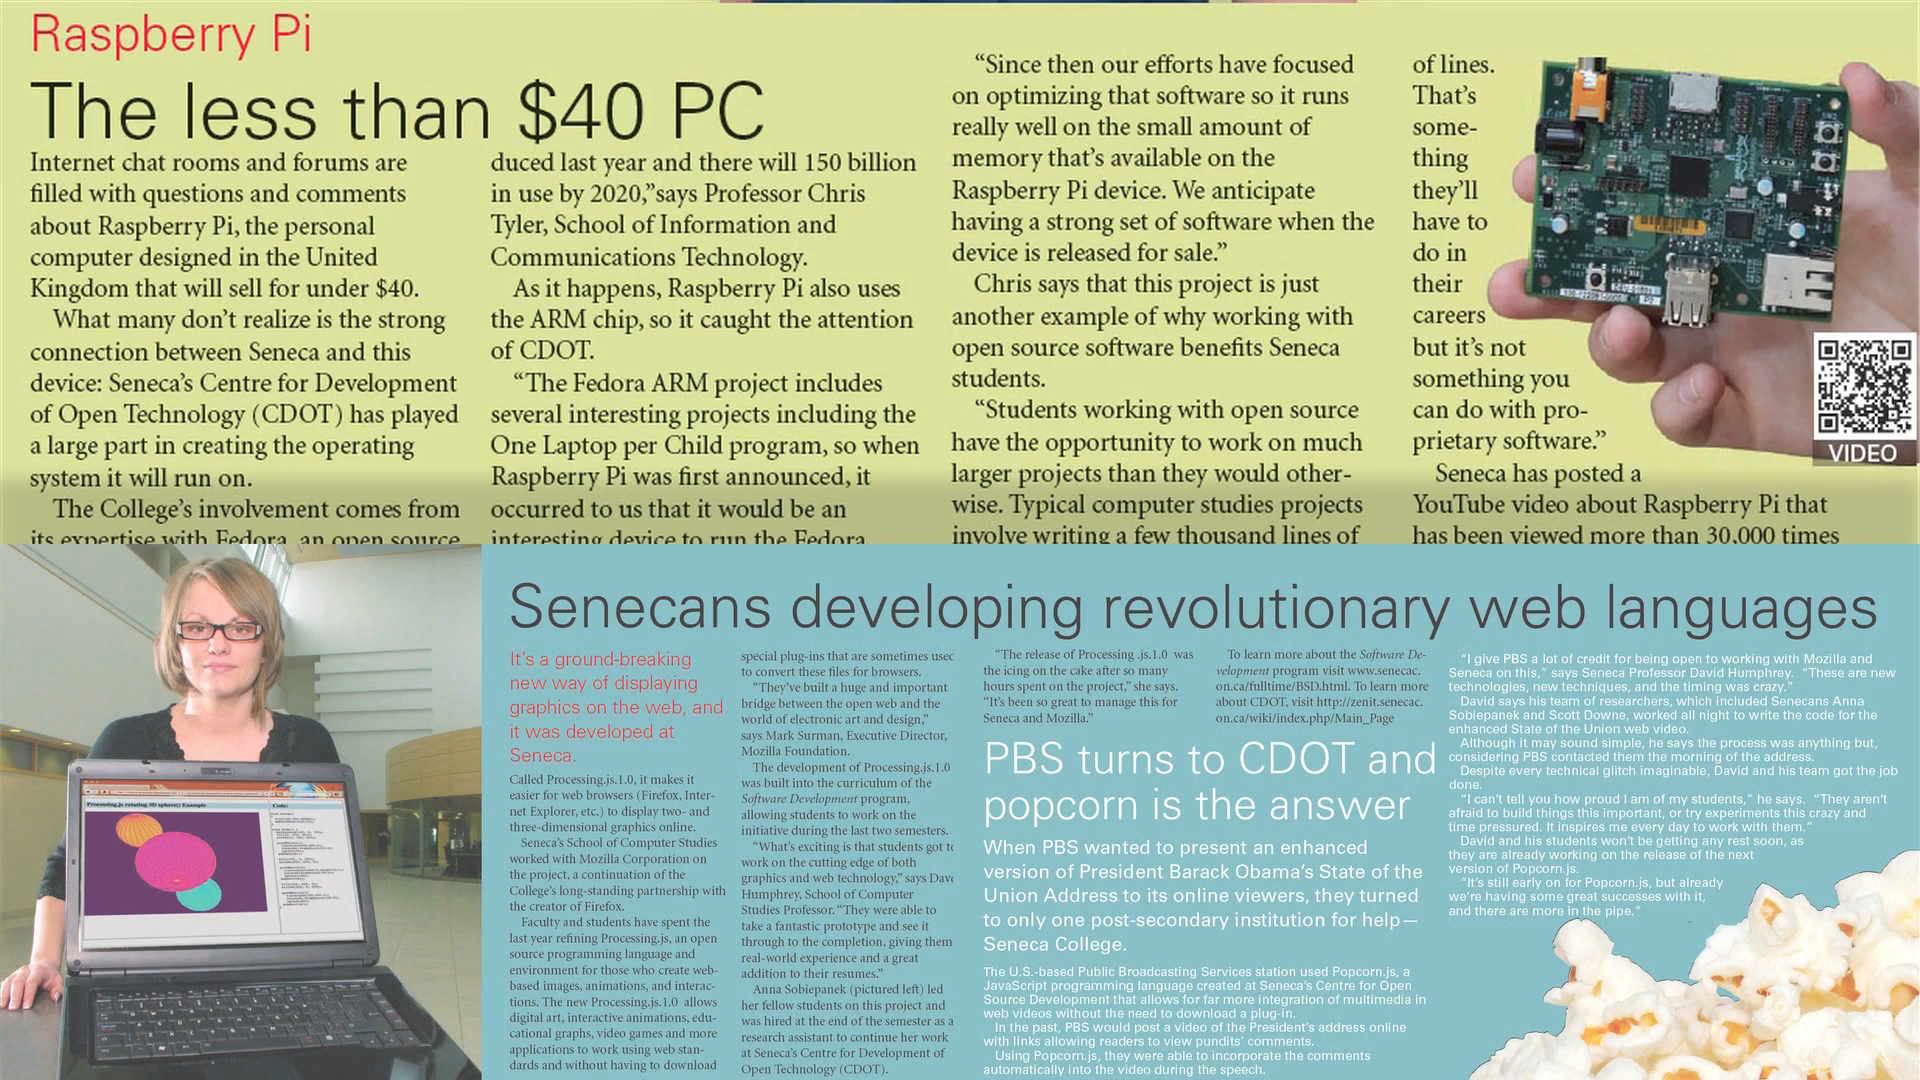 Raspberry Pi
The less than $40 PC
Internet chat rooms and forums are
filled with questions and comments
about Raspberry Pi, the personal
computer designed in the United
Kingdom that will sell for under $40.
What many don’t realize is the strong
connection between Seneca and this
device: Seneca’s Centre for Development
of Open Technology (CDOT) has played
a large part in creating the operating
system it will run on.
The College’s involvement comes from
its expertise with Fedora, an open source
duced last year and there will 150 billion
in use by 2020,”says Professor Chris
Tyler, School of Information and
Communications Technology.
As it happens, Raspberry Pi also uses
the ARM chip, so it caught the attention
of CDOT.
“The Fedora ARM project includes
several interesting projects including the
One Laptop per Child program, so when
Raspberry Pi was first announced, it
occurred to us that it would be an
interesting device to run the Fedora
“Since then our efforts have focused
on optimizing that software so it runs
really well on the small amount of
memory that’s available on the
Raspberry Pi device. We anticipate
having a strong set of software when the
device is released for sale.”
Chris says that this project is just
another example of why working with
open source software benefits Seneca
students.
“Students working with open source
have the opportunity to work on much
larger projects than they would other-
wise. Typical computer studies projects
involve writing a few thousand lines of
of lines.
That’s
some-
thing
they’ll
have to
do in
their
careers
but it’s not
something you
can do with pro-
prietary software.”
Seneca has posted a
YouTube video about Raspberry Pi that
has been viewed more than 30,000 times
VIDEO
Senecans developing revolutionary web languages
It’s a ground-breaking
new way of displaying
graphics on the web, and
it was developed at
Seneca.
Called Processing.js.1.0, it makes it
easier for web browsers (Firefox, Inter-
net Explorer, etc.) to display two- and
three-dimensional graphics online.
Seneca’s School of Computer Studies
worked with Mozilla Corporation on
the project, a continuation of the
College’s long-standing partnership with
the creator of Firefox.
Faculty and students have spent the
last year refining Processing.js, an open
source programming language and
environment for those who create web-
based images, animations, and interac-
tions. The new Processing.js.1.0 allows
digital art, interactive animations, edu-
cational graphs, video games and more
applications to work using web stan-
dards and without having to download
special plug-ins that are sometimes used
to convert these files for browsers.
“They’ve built a huge and important
bridge between the open web and the
world of electronic art and design,”
says Mark Surman, Executive Director,
Mozilla Foundation.
The development of Processing.js.1.0
was built into the curriculum of the
Software Development program,
allowing students to work on the
initiative during the last two semesters.
“What’s exciting is that students got to
work on the cutting edge of both
graphics and web technology,” says Dave
Humphrey, School of Computer
Studies Professor. “They were able to
take a fantastic prototype and see it
through to the completion, giving them
real-world experience and a great
addition to their resumes.”
Anna Sobiepanek (pictured left) led
her fellow students on this project and
was hired at the end of the semester as a
research assistant to continue her work
at Seneca’s Centre for Development of
Open Technology (CDOT).
“The release of Processing .js.1.0 was
the icing on the cake after so many
hours spent on the project,” she says.
“It’s been so great to manage this for
Seneca and Mozilla.”
To learn more about the Software De-
velopment program visit www.senecac.
on.ca/fulltime/BSD.html. To learn more
about CDOT, visit http://zenit.senecac.
on.ca/wiki/index.php/Main_Page
PBS turns to CDOT and
popcorn is the answer
When PBS wanted to present an enhanced
version of President Barack Obama’s State of the
Union Address to its online viewers, they turned
to only one post-secondary institution for help—
Seneca College.
The U.S.-based Public Broadcasting Services station used Popcorn.js, a
JavaScript programming language created at Seneca’s Centre for Open
Source Development that allows for far more integration of multimedia in
web videos without the need to download a plug-in.
In the past, PBS would post a video of the President’s address online
with links allowing readers to view pundits’ comments.
Using Popcorn.js, they were able to incorporate the comments
automatically into the video during the speech.
“I give PBS a lot of credit for being open to working with Mozilla and
Seneca on this,” says Seneca Professor David Humphrey. “These are new
technologies, new techniques, and the timing was crazy.”
David says his team of researchers, which included Senecans Anna
Sobiepanek and Scott Downe, worked all night to write the code for the
enhanced State of the Union web video.
Although it may sound simple, he says the process was anything but,
considering PBS contacted them the morning of the address.
Despite every technical glitch imaginable, David and his team got the job
done.
“I can’t tell you how proud I am of my students,” he says. “They aren’t
afraid to build things this important, or try experiments this crazy and
time pressured. It inspires me every day to work with them.”
David and his students won’t be getting any rest soon, as
they are already working on the release of the next
version of Popcorn.js.
“It’s still early on for Popcorn.js, but already
we’re having some great successes with it,
and there are more in the pipe.”
Processing.js rotating 3D sphere() Example
Code: